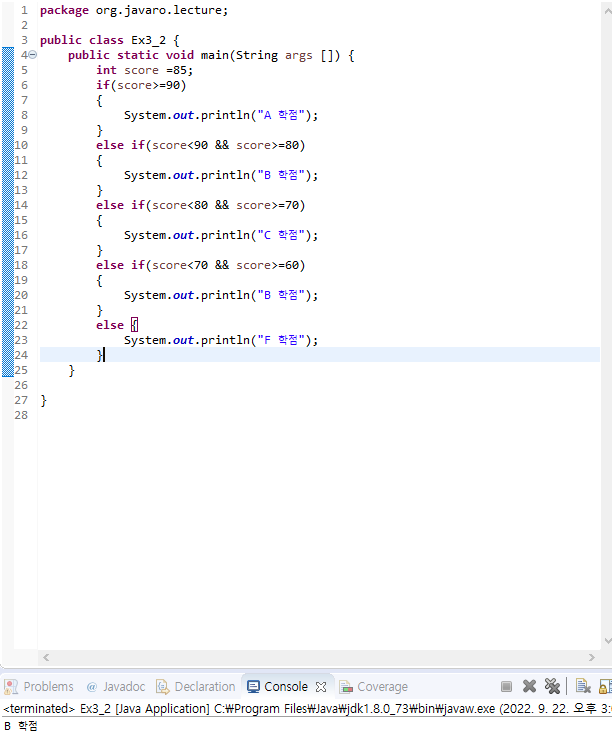 1 package org.javaro.lecture;
2
3 public class Ex3_2 {
4 public static void main(String args []) {
5 int score =85;
6 if(score>=90)
7 {
8 System.out.println("A 학점");
9 }
10 else if(score<90 && score>=80)
11 {
12 System.out.println("B 학점");
13 }
14 else if(score<80 && score>=70)
15 {
16 System.out.println("C 학점");
17 }
18 else if(score<70 && score>=60)
19 {
20 System.out.println("B 학점");
21 }
22 else {
23 System.out.println("F 학점");
24 }
25 }
26
27 }
28
Problems @ Javadoc Declaration Console Coverage
<terminated> Ex3_2 [Java Application] C:₩Program Files₩Java₩jdk1.8.0_73₩bin₩javaw.exe (2022. 9. 22. 오후 3:
B 학점